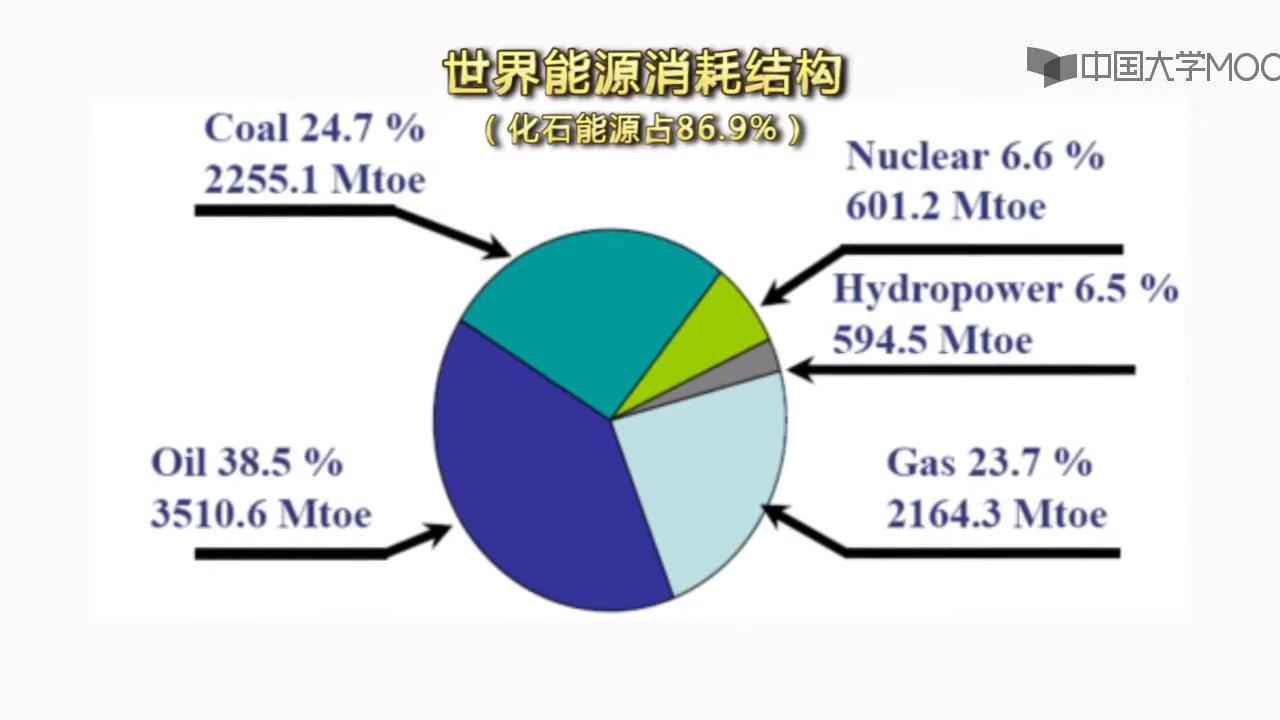 世界能源消耗结构
（化石能源占86.9%）
中国大学MOO
Coal 24.7 %
2255.1 Mtoe
Nuclear 6.6 %
601.2 Mtoe
Hydropower 6.5 %
594.5 Mtoe
Oil 38.5 %
3510.6 Mtoe
Gas 23.7 %
2164.3 Mtoe